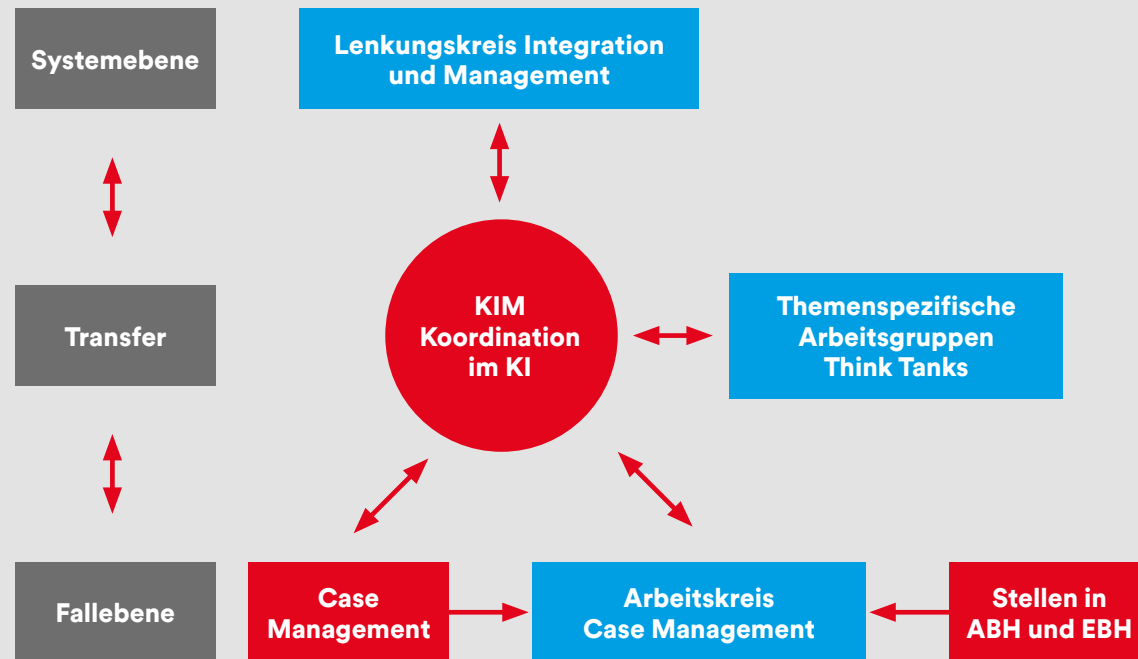 Systemebene
Lenkungskreis Integration
und Management
Transfer
KIM
Koordination
im KI
Themenspezifische
Arbeitsgruppen
Think Tanks
Fallebene
Case
Management
Arbeitskreis
Case Management
Stellen in
ABH und EBH